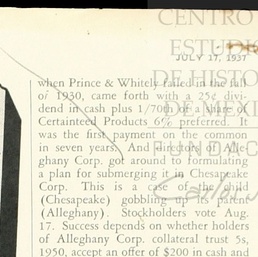 CENTRO
ESTUDIOS
JULY 17, 1937
DE HISTO
DE MEXI
when Prince & Whitely failed in the fall
of 1930, came forth with a 25¢ divi-
dend in cash plus 1/700 of a share of
Certainteed Products 6% preferred. It
was the first payment on the common
in seven years. And directors of Alle-
ghany Corp. got around to formulating
a plan for submerging it in Chesapeake
Corp. This is a case of the child
(Chesapeake) gobbling up its parent
(Alleghany). Stockholders vote Aug.
17. Success depends on whether holders
of Alleghany Corp. collateral trust 5s,
1950, accept an offer of $200 in cash and